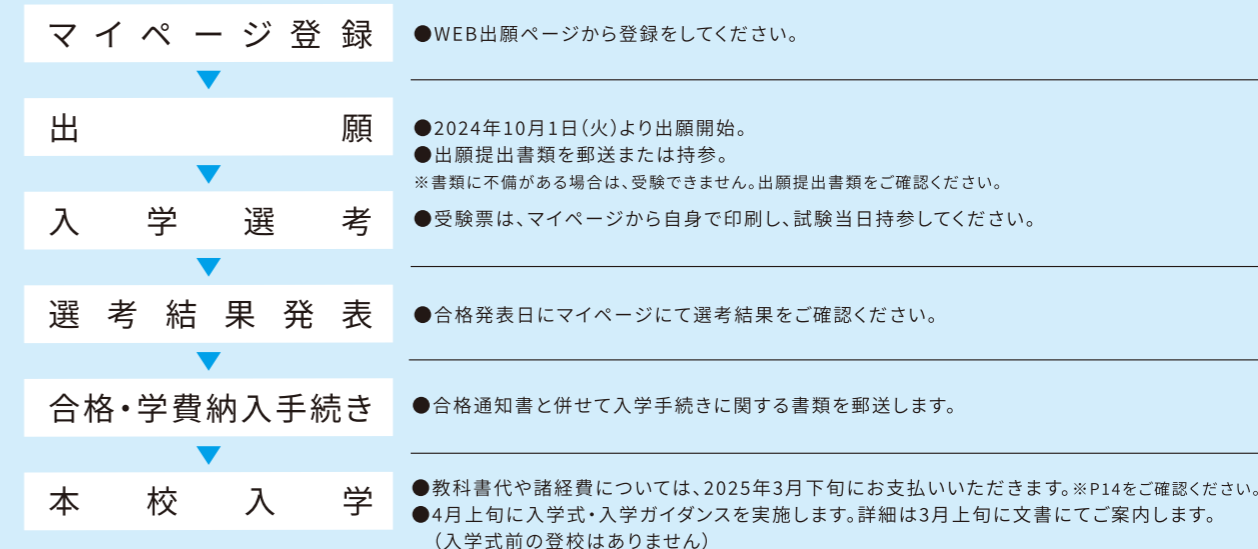 マイページ登録
●WEB出願ページから登録をしてください。
出願
●2024年10月1日(火)より出願開始。
●出願提出書類を郵送または持参。
※書類に不備がある場合は、受験できません。出願提出書類をご確認ください。
入学選考
●受験票は、マイページから自身で印刷し、試験当日持参してください。
選考結果発表
●合格発表日にマイページにて選考結果をご確認ください。
合格・学費納入手続き
●合格通知書と併せて入学手続きに関する書類を郵送します。
本校入学
●教科書代や諸経費については、2025年3月下旬にお支払いいただきます。※P14をご確認ください。
●4月上旬に入学式・入学ガイダンスを実施します。詳細は3月上旬に文書にてご案内します。
(入学式前の登校はありません)